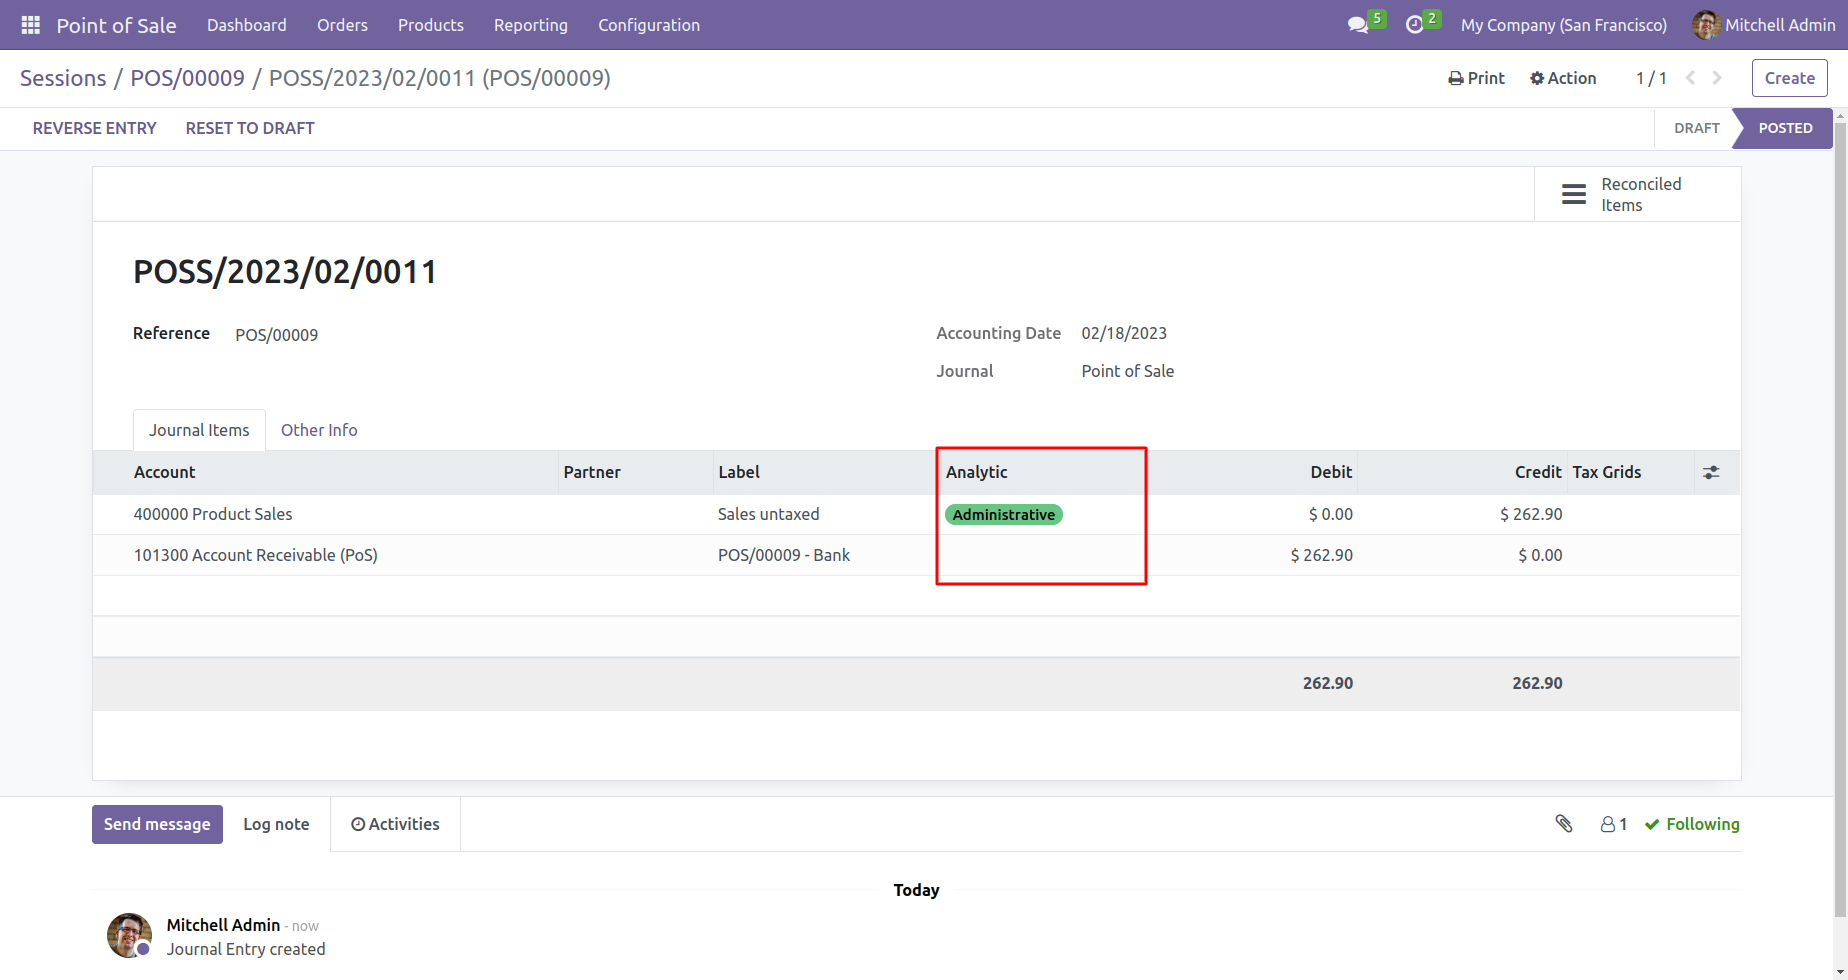 Point of Sale Dashboard Orders Products Reporting Configuration 5 2 My Company (San Francisco) Mitchell Admin
Sessions / POS/00009 / POSS/2023/02/0011 (POS/00009) Print Action 1 / 1 Create
REVERSE ENTRY RESET TO DRAFT DRAFT POSTED
Reconciled
Items
POSS/2023/02/0011
Reference POS/00009 Accounting Date 02/18/2023
Journal Point of Sale
Journal Items Other Info
Account Partner Label Analytic Debit Credit Tax Grids
400000 Product Sales Sales untaxed Administrative $ 0.00 $ 262.90
101300 Account Receivable (PoS) POS/00009 - Bank $ 262.90 $ 0.00
262.90 262.90
Send message Log note Activities 1 Following
Today
Mitchell Admin - now
Journal Entry created